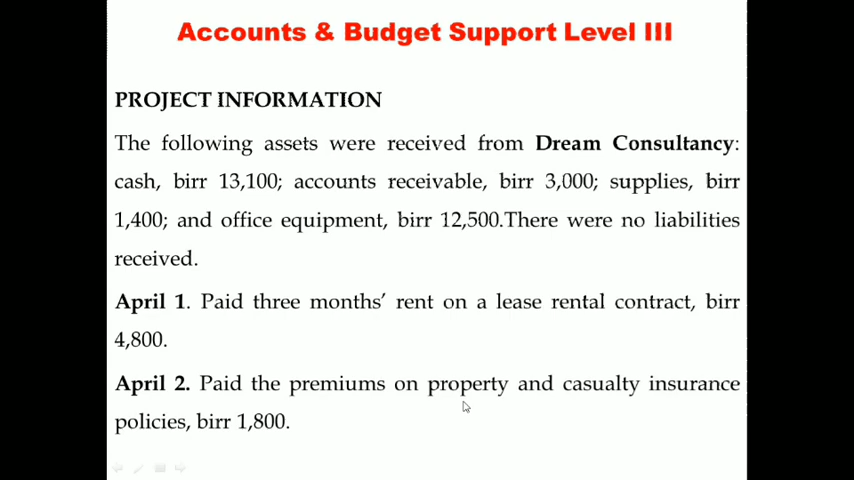 Accounts & Budget Support Level III
PROJECT INFORMATION
The following assets were received from Dream Consultancy:
cash, birr 13,100; accounts receivable, birr 3,000; supplies, birr
1,400; and office equipment, birr 12,500.There were no liabilities
received.
April 1. Paid three months’ rent on a lease rental contract, birr
4,800.
April 2. Paid the premiums on property and casualty insurance
policies, birr 1,800.